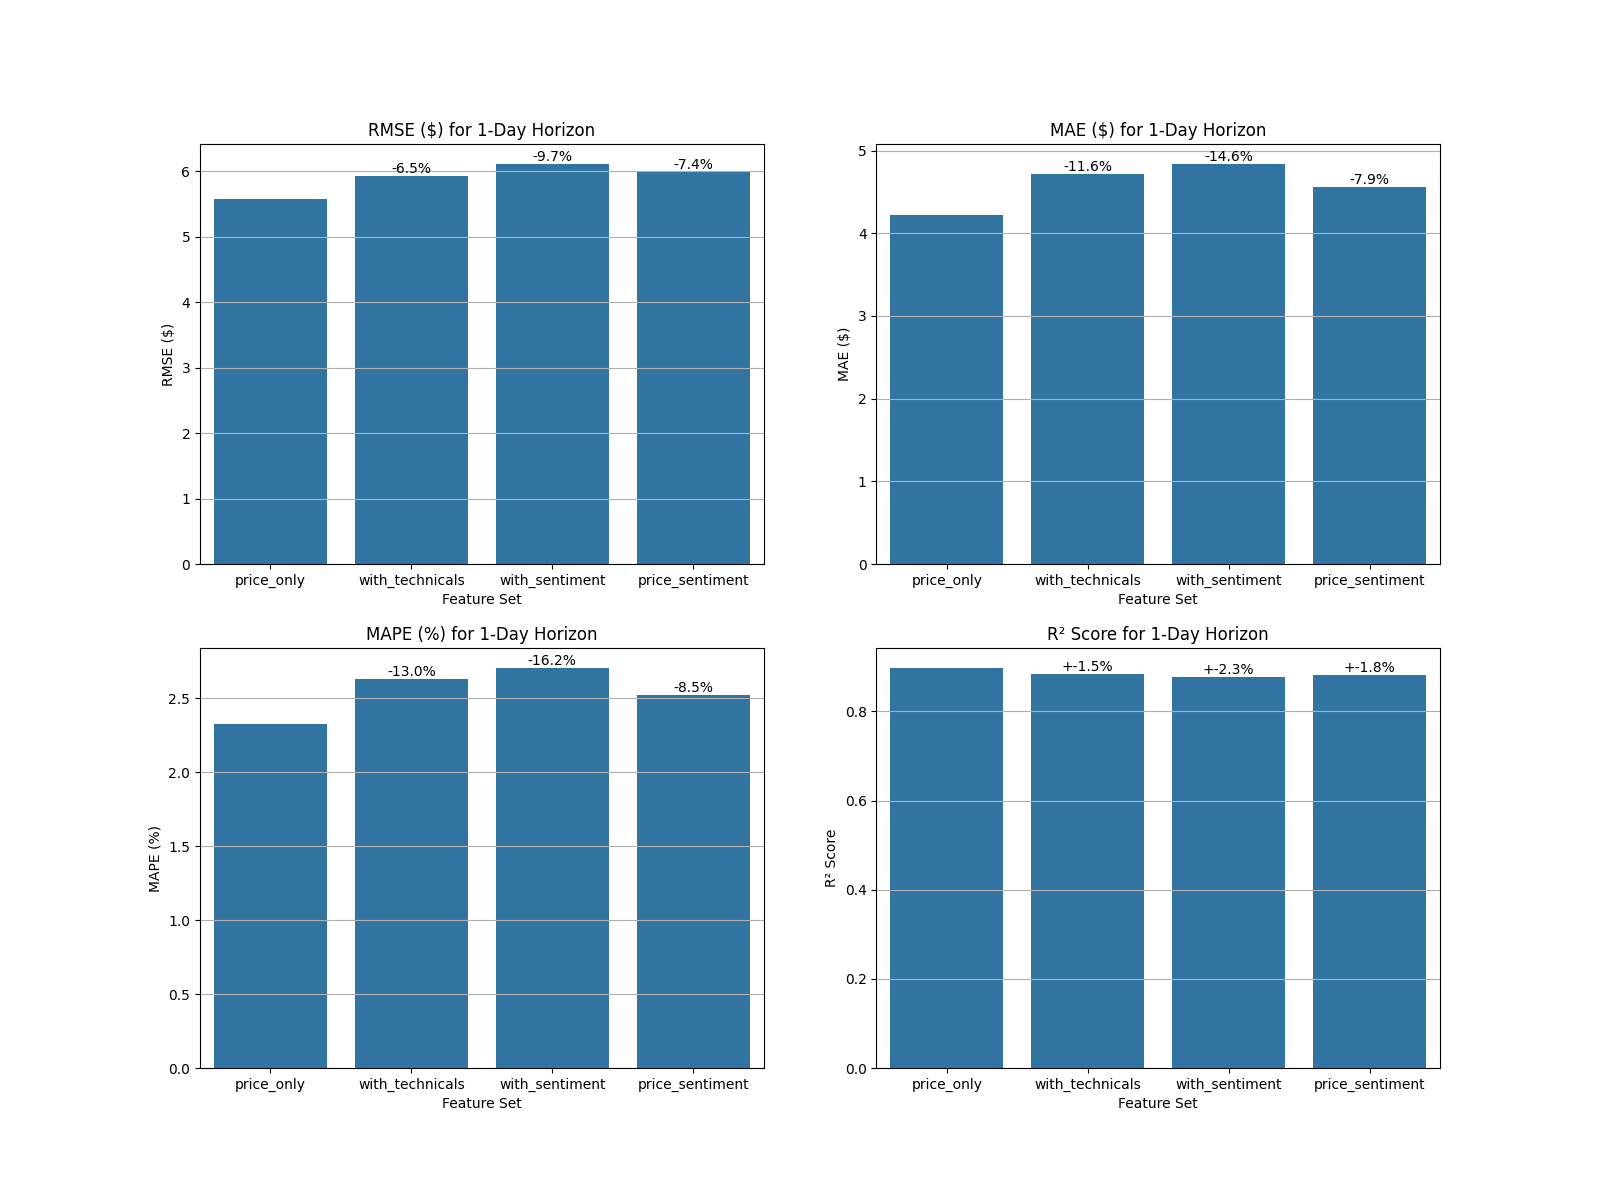 RMSE ($) for 1-Day Horizon
-6.5%
-9.7%
-7.4%
6
5
4
3
2
1
0
RMSE ($)
price_only
with_technicals
with_sentiment
price_sentiment
Feature Set
MAE ($) for 1-Day Horizon
-11.6%
-14.6%
-7.9%
5
4
3
2
1
0
MAE ($)
price_only
with_technicals
with_sentiment
price_sentiment
Feature Set
MAPE (%) for 1-Day Horizon
-13.0%
-16.2%
-8.5%
2.5
2.0
1.5
1.0
0.5
0.0
MAPE (%)
price_only
with_technicals
with_sentiment
price_sentiment
Feature Set
R² Score for 1-Day Horizon
+-1.5%
+-2.3%
+-1.8%
0.8
0.6
0.4
0.2
0.0
R² Score
price_only
with_technicals
with_sentiment
price_sentiment
Feature Set